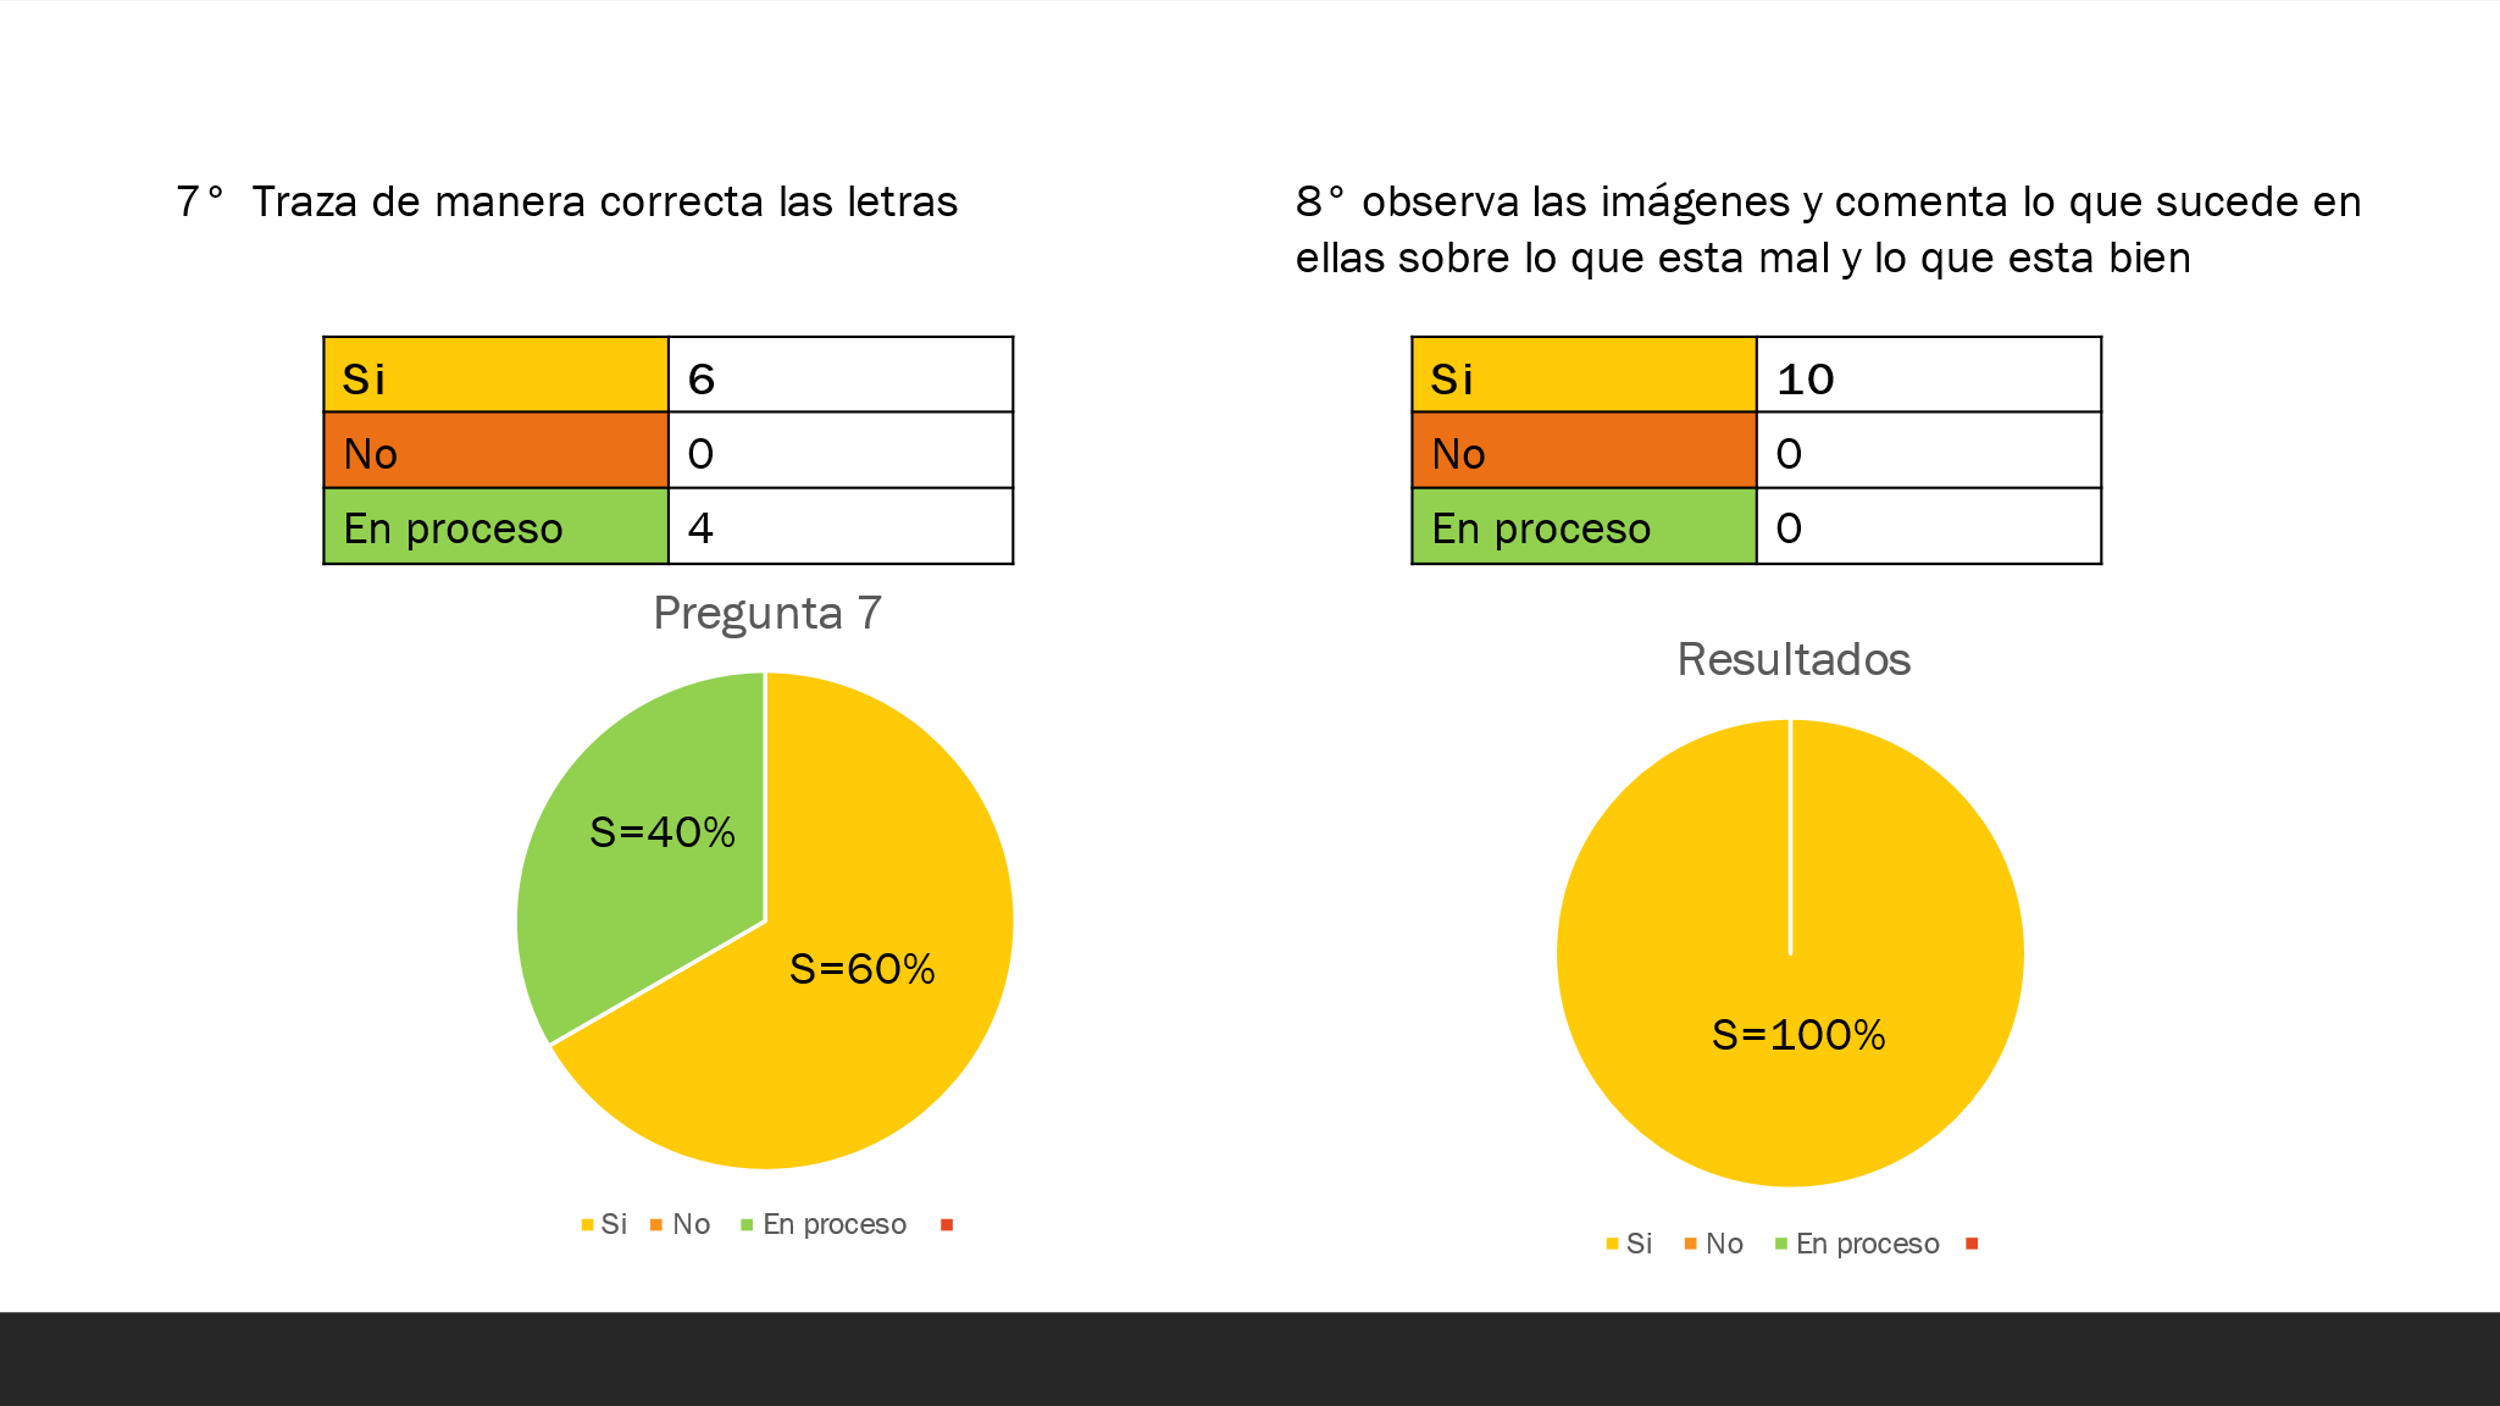 7° Traza de manera correcta las letras
Si 6
No 0
En proceso 4
Pregunta 7
S=40%
S=60%
Si No En proceso
8° observa las imágenes y comenta lo que sucede en
ellas sobre lo que esta mal y lo que esta bien
Si 10
No 0
En proceso 0
Resultados
S=100%
Si No En proceso